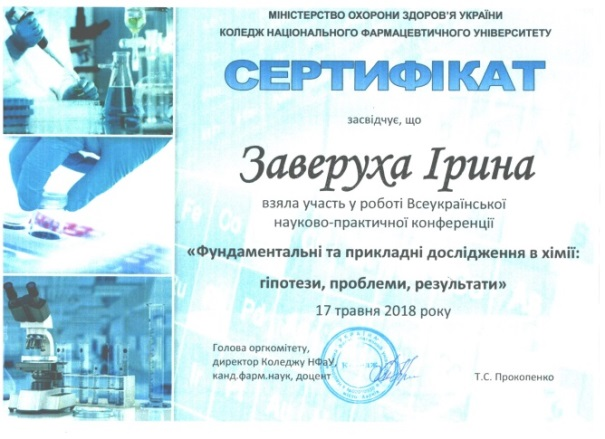 МІНІСТЕРСТВО ОХОРОНИ ЗДОРОВ'Я УКРАЇНИ
КОЛЕДЖ НАЦІОНАЛЬНОГО ФАРМАЦЕВТИЧНОГО УНІВЕРСИТЕТУ
СЕРТИФІКАТ
засвідчує, що
Заверуха Ірина
взяла участь у роботі Всеукраїнської
науково-практичної конференції
«Фундаментальні та прикладні дослідження в хімії:
гіпотези, проблеми, результати»
17 травня 2018 року
Голова оргкомітету,
директор Коледжу НФаУ,
канд.фарм.наук, доцент
Т.С. Прокопенко